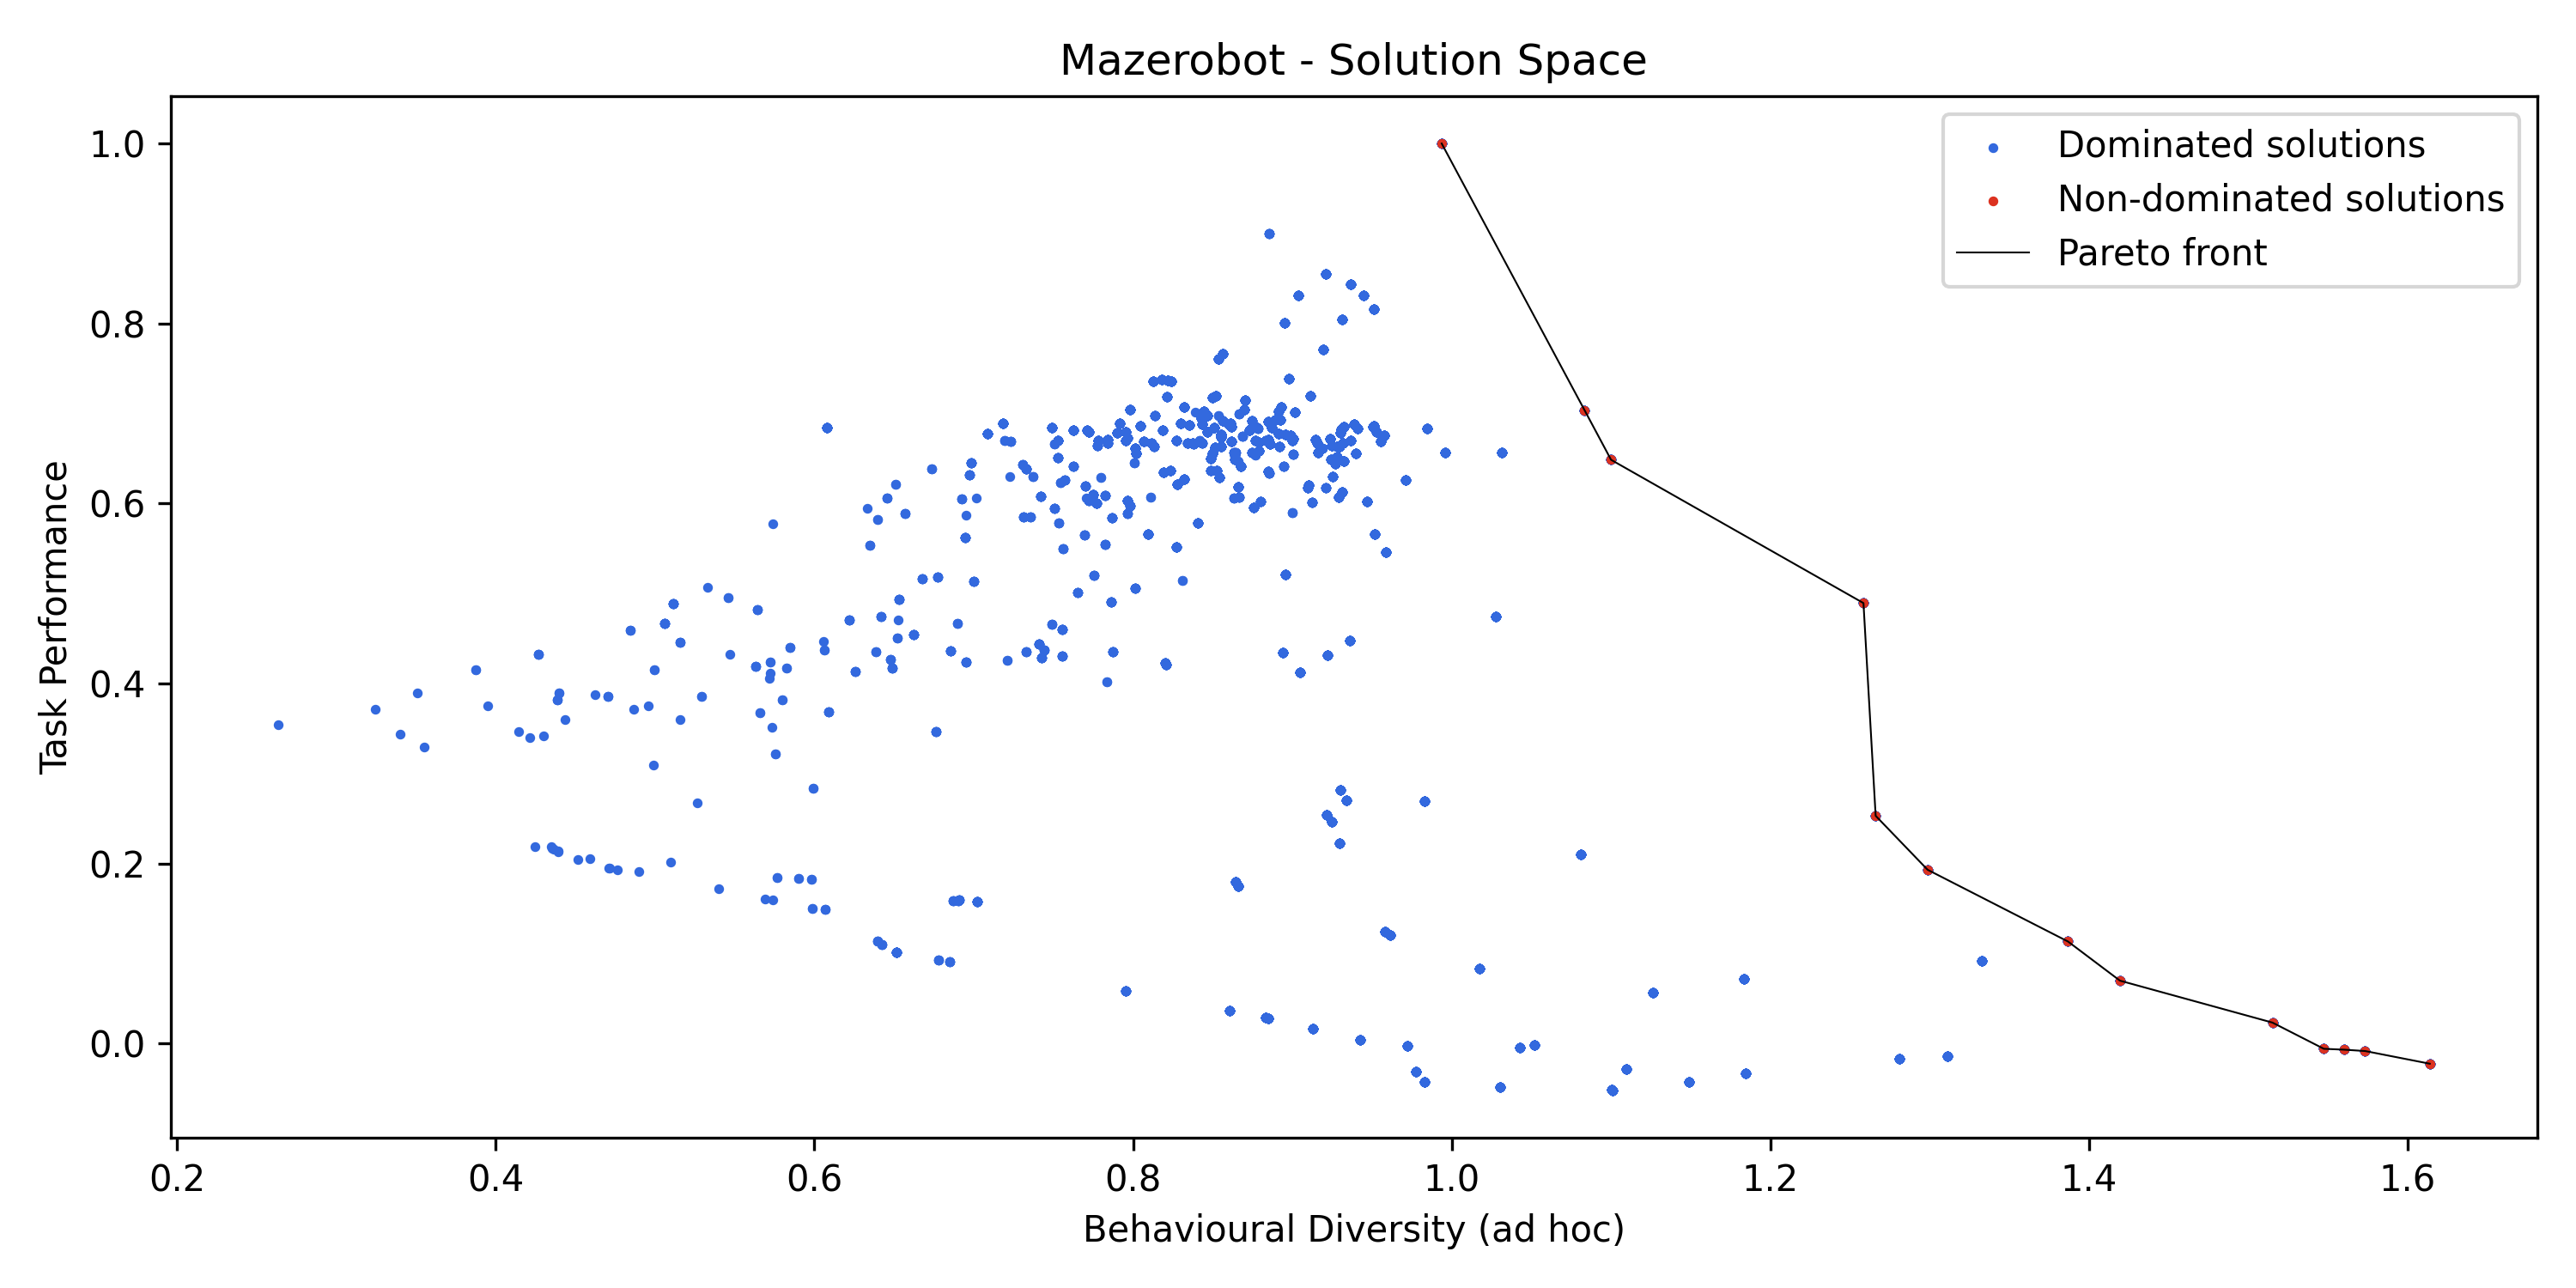 Mazerobot - Solution Space
Dominated solutions
Non-dominated solutions
Pareto front
Task Performance
1.0
0.8
0.6
0.4
0.2
0.0
0.2 0.4 0.6 0.8 1.0 1.2 1.4 1.6
Behavioural Diversity (ad hoc)